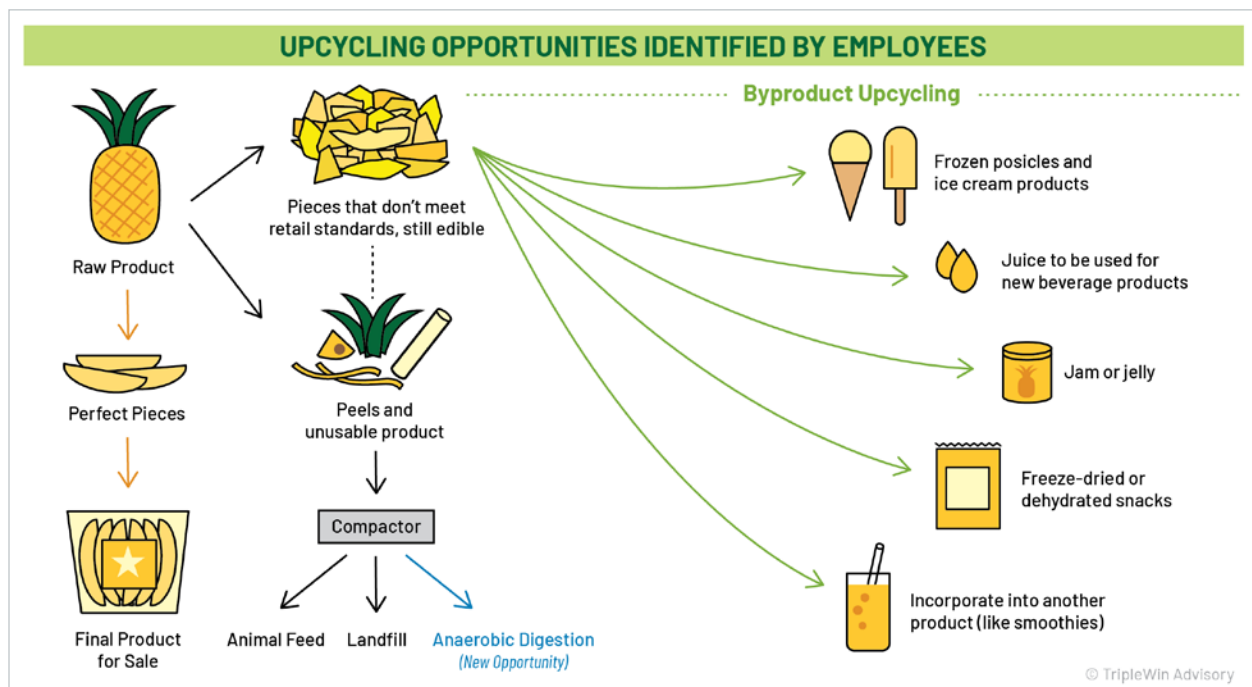 UPCYCLING OPPORTUNITIES IDENTIFIED BY EMPLOYEES
Byproduct Upcycling
Raw Product
Perfect Pieces
Final Product
for Sale
Pieces that don't meet
retail standards, still edible
Peels and
unusable product
Compactor
Animal Feed
Landfill
Anaerobic Digestion
(New Opportunity)
Frozen posicles and
ice cream products
Juice to be used for
new beverage products
Jam or jelly
Freeze-dried or
dehydrated snacks
Incorporate into another
product (like smoothies)
© TripleWin Advisory